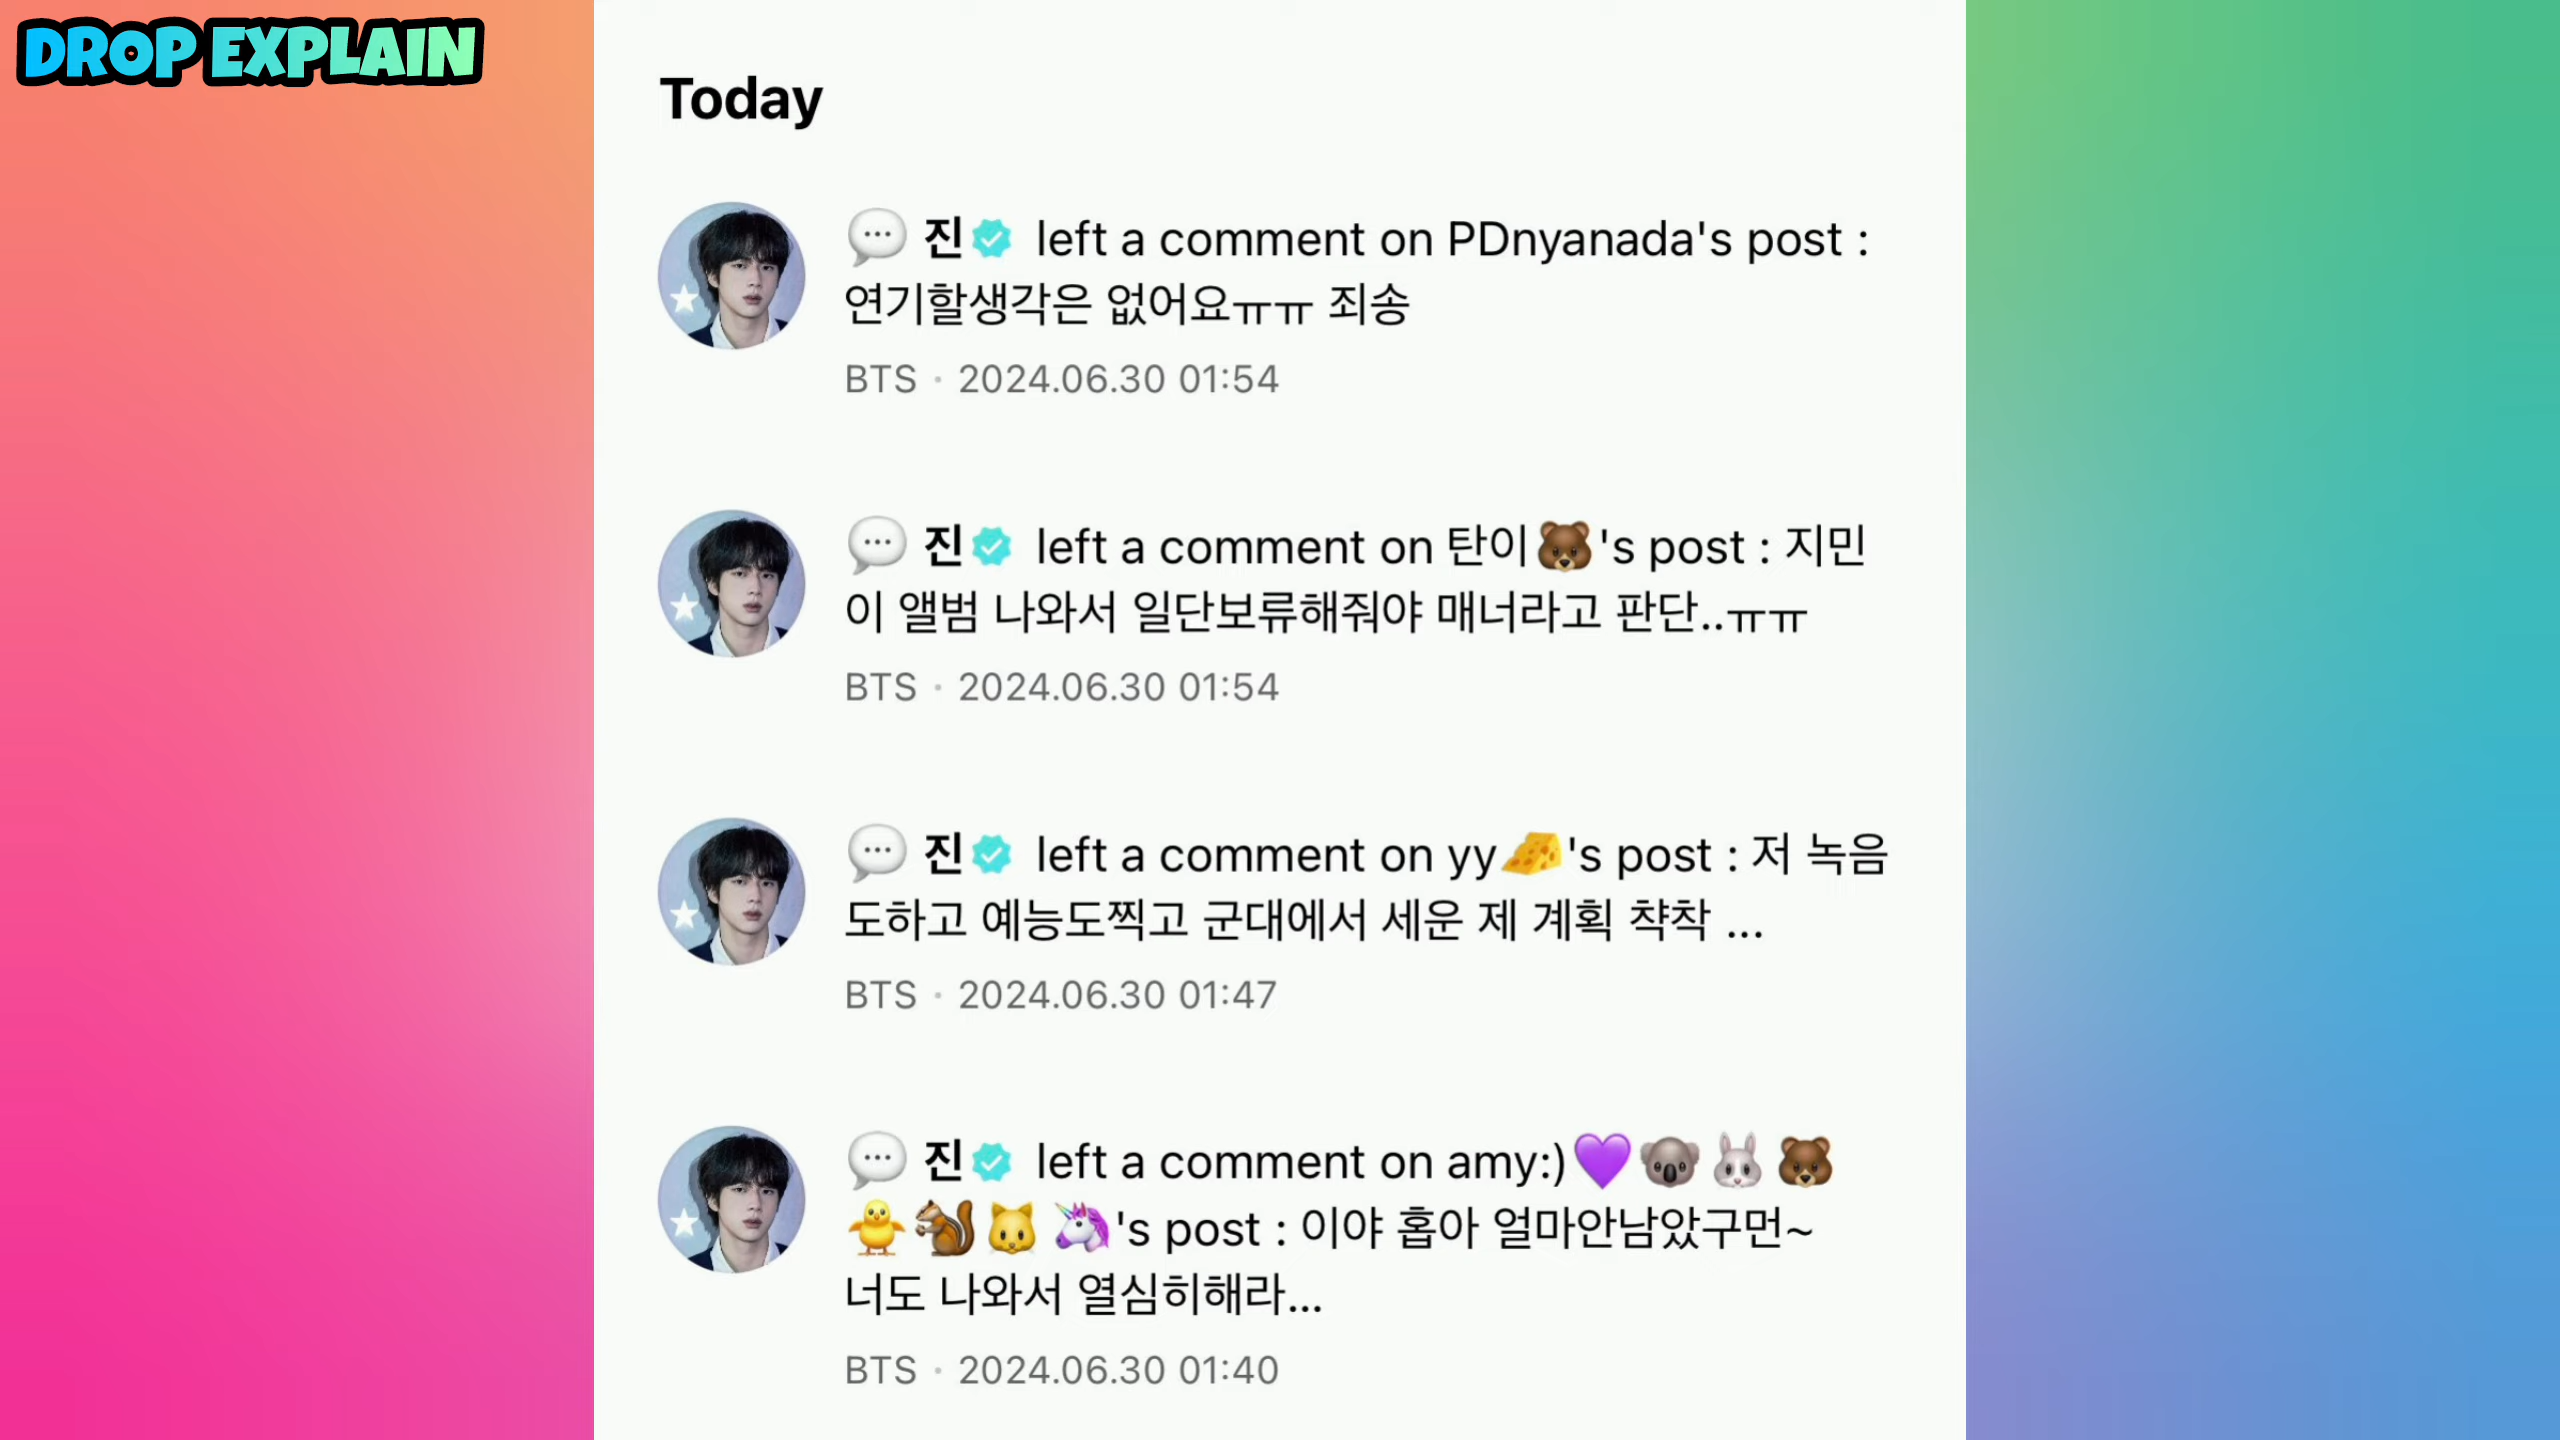 DROP EXPLAIN
Today
💬 진 left a comment on PDnyanada's post :
연기할생각은 없어요ㅠㅠ 죄송
BTS · 2024.06.30 01:54
💬 진 left a comment on 탄이🐻's post : 지민
이 앨범 나와서 일단보류해줘야 매너라고 판단..ㅠㅠ
BTS · 2024.06.30 01:54
💬 진 left a comment on yy🧀's post : 저 녹음
도하고 예능도찍고 군대에서 세운 제 계획 챡착 ...
BTS · 2024.06.30 01:47
💬 진 left a comment on amy:)💜🐨🐰🐻
🐥🐿️🐱🦄's post : 이야 홉아 얼마안남았구먼~
너도 나와서 열심히해라...
BTS · 2024.06.30 01:40